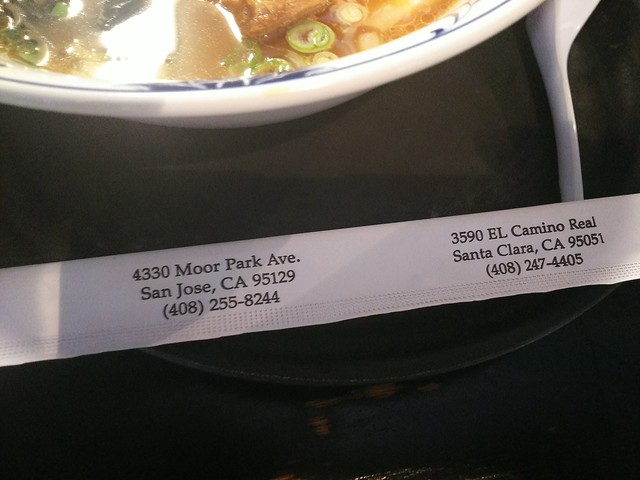 4330 Moor Park Ave.
San Jose, CA 95129
(408) 255-8244
3590 EL Camino Real
Santa Clara, CA 95051
(408) 247-4405